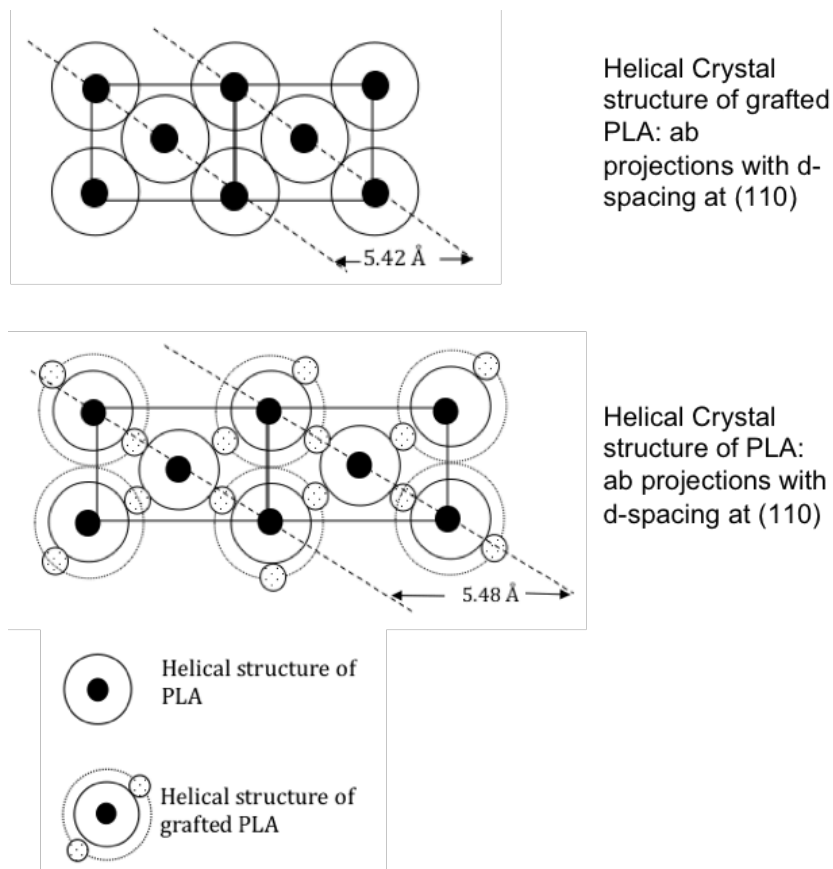 Helical Crystal
structure of grafted
PLA: ab
projections with d-
spacing at (110)
5.42 Å
Helical Crystal
structure of PLA:
ab projections with
d-spacing at (110)
5.48 Å
Helical structure of
PLA
Helical structure of
grafted PLA